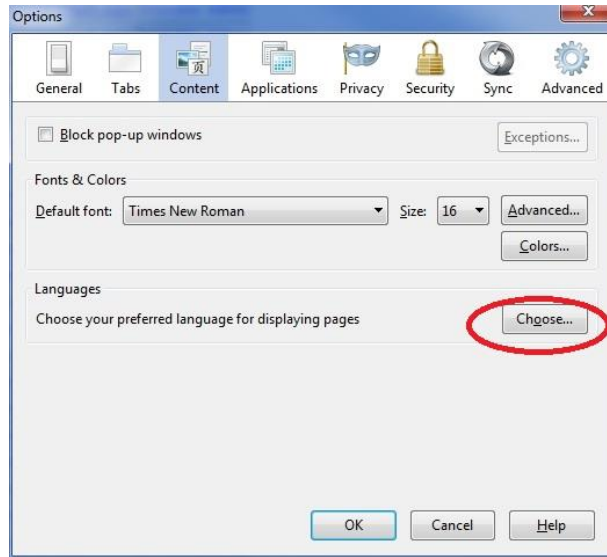 Options
General Tabs Content Applications Privacy Security Sync Advanced
Block pop-up windows Exceptions...
Fonts & Colors
Default font: Times New Roman Size: 16 Advanced...
Colors...
Languages
Choose your preferred language for displaying pages Choose...
OK Cancel Help